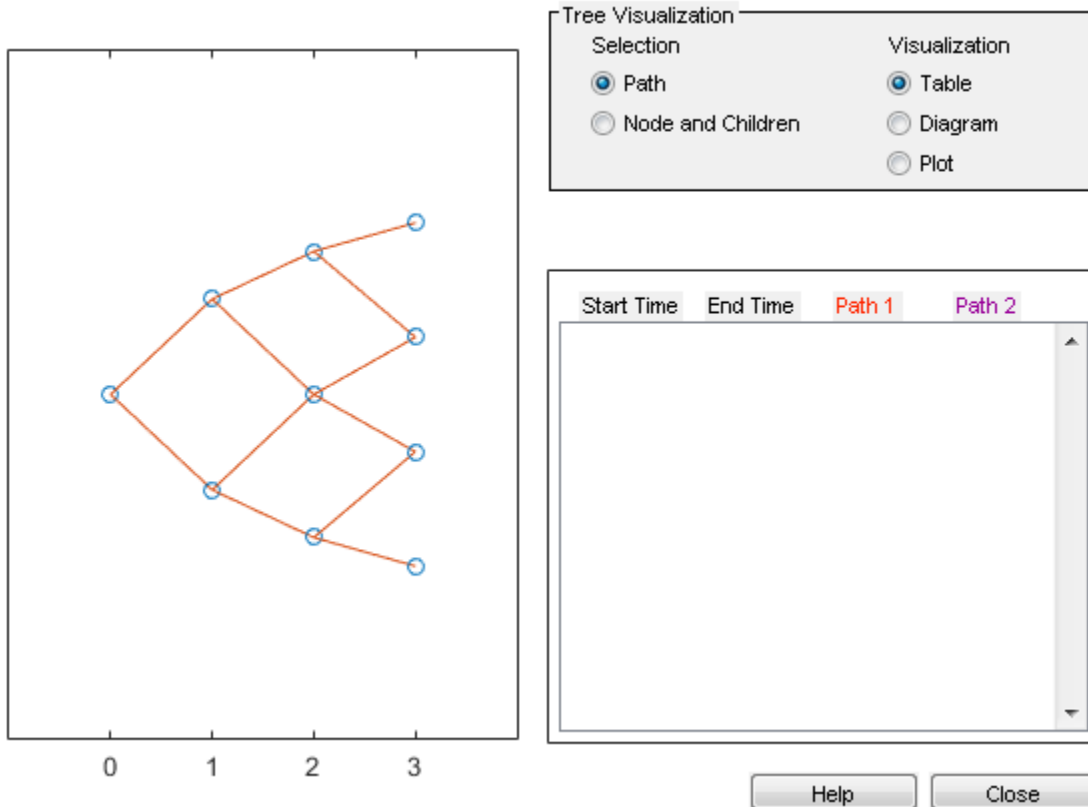 Tree Visualization
Selection Visualization
Path Table
Node and Children Diagram
Plot
Start Time End Time Path 1 Path 2
0 1 2 3
Help Close